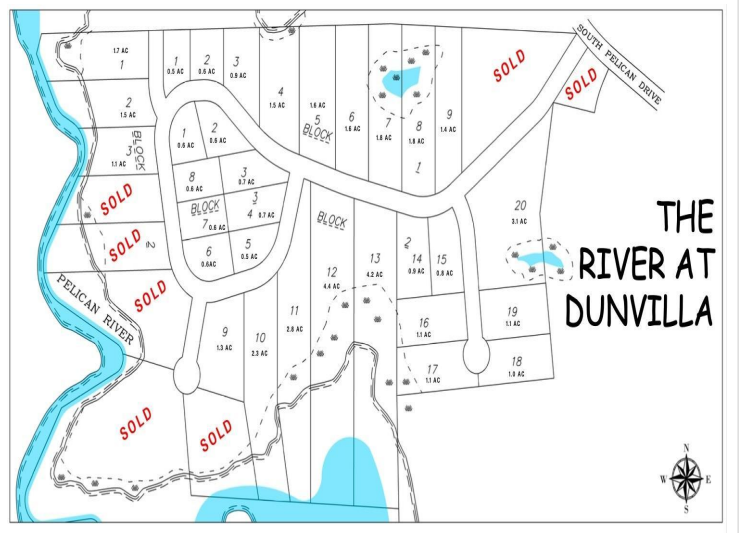 THE
RIVER AT
DUNVILLA
SOUTH PELICAN DRIVE
PELICAN RIVER
1.7 AC
1
2
1.5 AC
3
1.1 AC
BLOCK
2
SOLD
SOLD
SOLD
SOLD
SOLD
1
0.5 AC
2
0.6 AC
3
0.9 AC
4
1.5 AC
1.6 AC
5
BLOCK
6
1.6 AC
7
1.8 AC
8
1.8 AC
9
1.4 AC
1
SOLD
SOLD
1
0.6 AC
2
0.6 AC
8
0.6 AC
3
0.7 AC
BLOCK
3
7 0.6 AC
4 0.7 AC
6
0.6AC
5
0.5 AC
BLOCK
2
9
1.3 AC
10
2.3 AC
11
2.8 AC
12
4.4 AC
13
4.2 AC
14
0.9 AC
15
0.8 AC
16
1.1 AC
17
1.1 AC
18
1.0 AC
19
1.1 AC
20
3.1 AC
N
W E
S